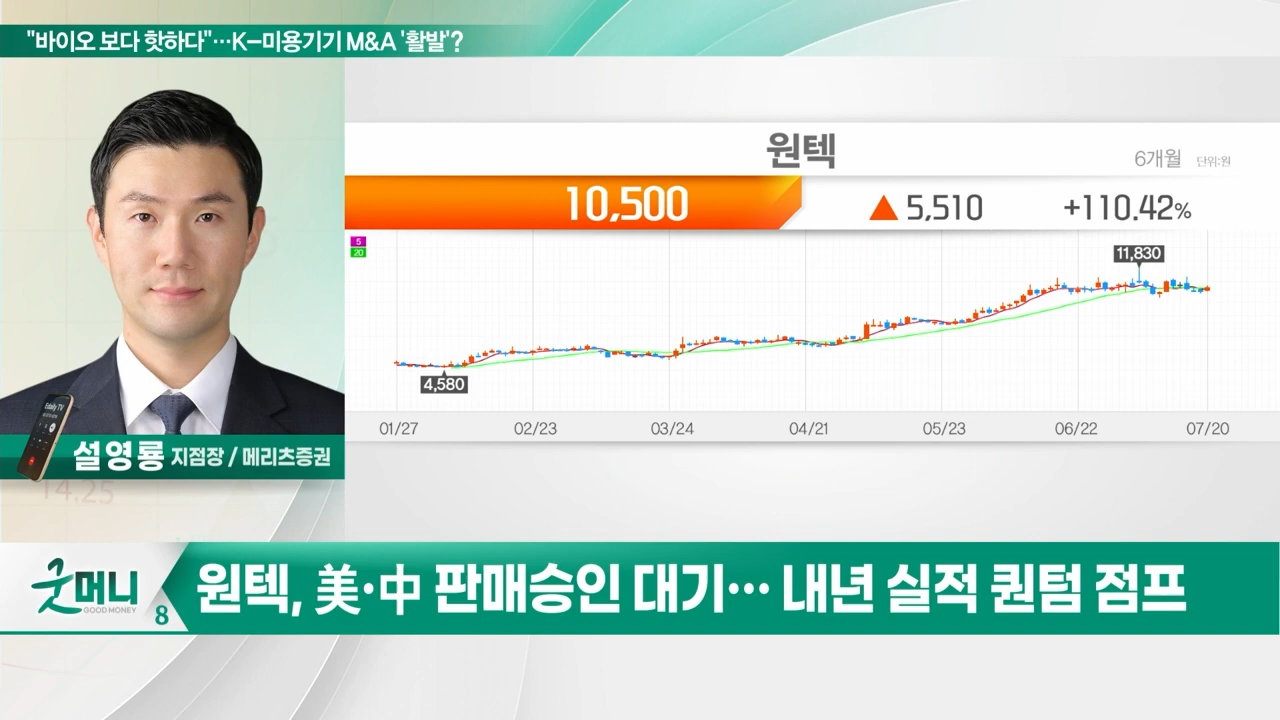 "바이오 보다 핫하다"…K-미용기기 M&A '활발'?
원텍
6개월 단위:원
10,500 ▲ 5,510 +110.42%
5
20
11,830
4,580
01/27 02/23 03/24 04/21 05/23 06/22 07/20
Edaily TV
설영룡 지점장 / 메리츠증권
14.25
굿머니
GOOD MONEY
8
원텍, 美·中 판매승인 대기… 내년 실적 퀀텀 점프